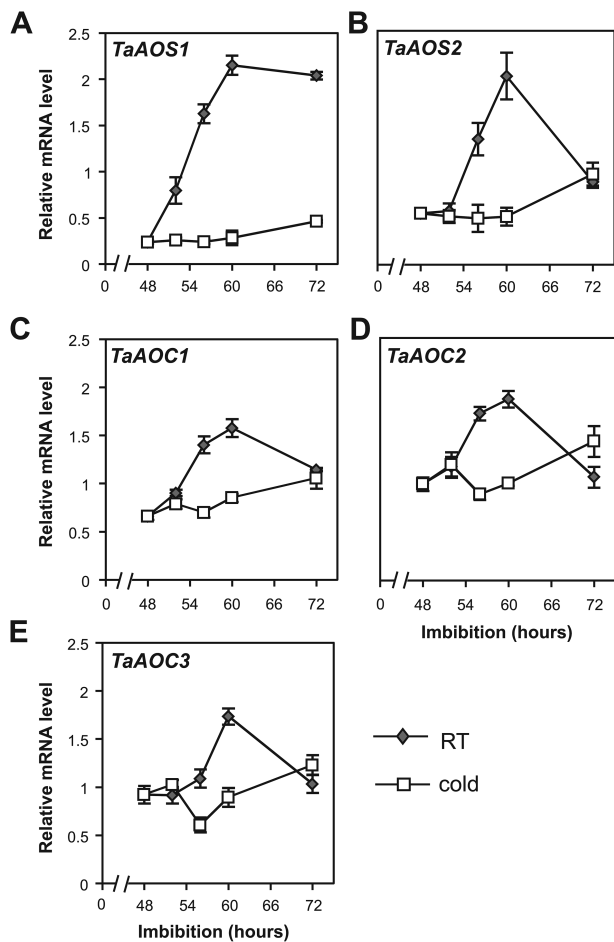 A
TaAOS1
Relative mRNA level
2.5
2
1.5
1
0.5
0
0 48 54 60 66 72
B
TaAOS2
0 48 54 60 66 72
C
TaAOC1
Relative mRNA level
2.5
2
1.5
1
0.5
0
0 48 54 60 66 72
D
TaAOC2
0 48 54 60 66 72
Imbibition (hours)
E
TaAOC3
Relative mRNA level
2.5
2
1.5
1
0.5
0
0 48 54 60 66 72
Imbibition (hours)
RT
cold